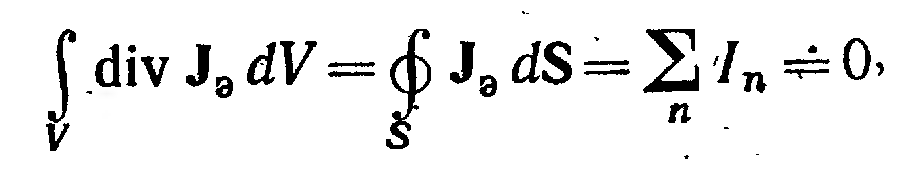 ∫_V div J_э dV = ∮_S J_э dS = ∑_n I_n ≐ 0,